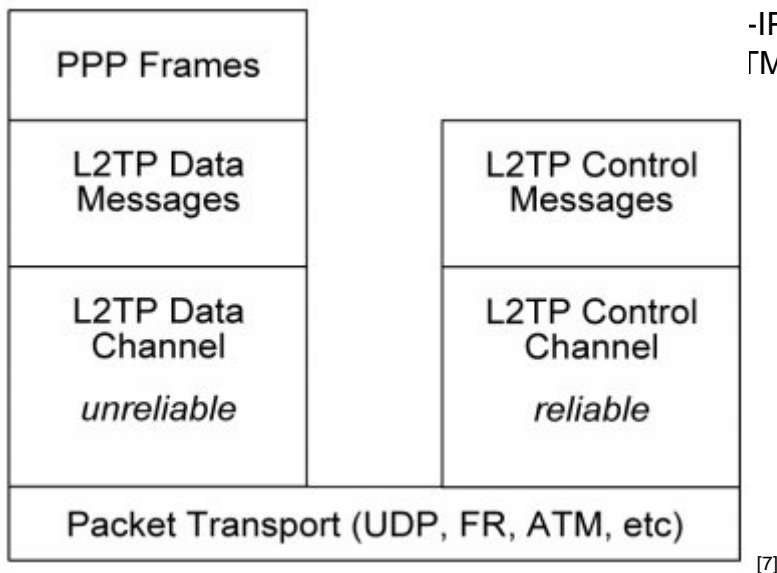 PPP Frames
L2TP Data
Messages
L2TP Data
Channel
unreliable
L2TP Control
Messages
L2TP Control
Channel
reliable
Packet Transport (UDP, FR, ATM, etc)
[7]